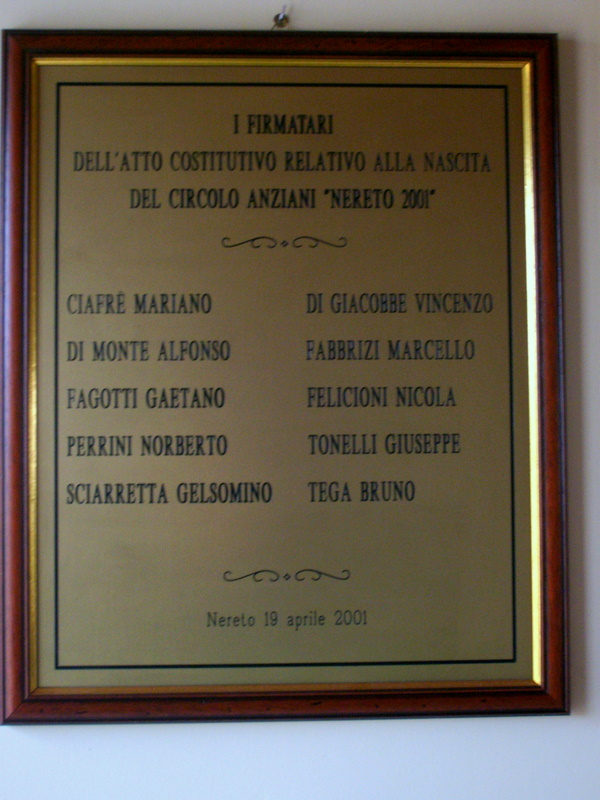 I FIRMATARI
DELL'ATTO COSTITUTIVO RELATIVO ALLA NASCITA
DEL CIRCOLO ANZIANI "NERETO 2001"
CIAFRÈ MARIANO DI GIACOBBE VINCENZO
DI MONTE ALFONSO FABBRIZI MARCELLO
FAGOTTI GAETANO FELICIONI NICOLA
PERRINI NORBERTO TONELLI GIUSEPPE
SCIARRETTA GELSOMINO TEGA BRUNO
Nereto 19 aprile 2001